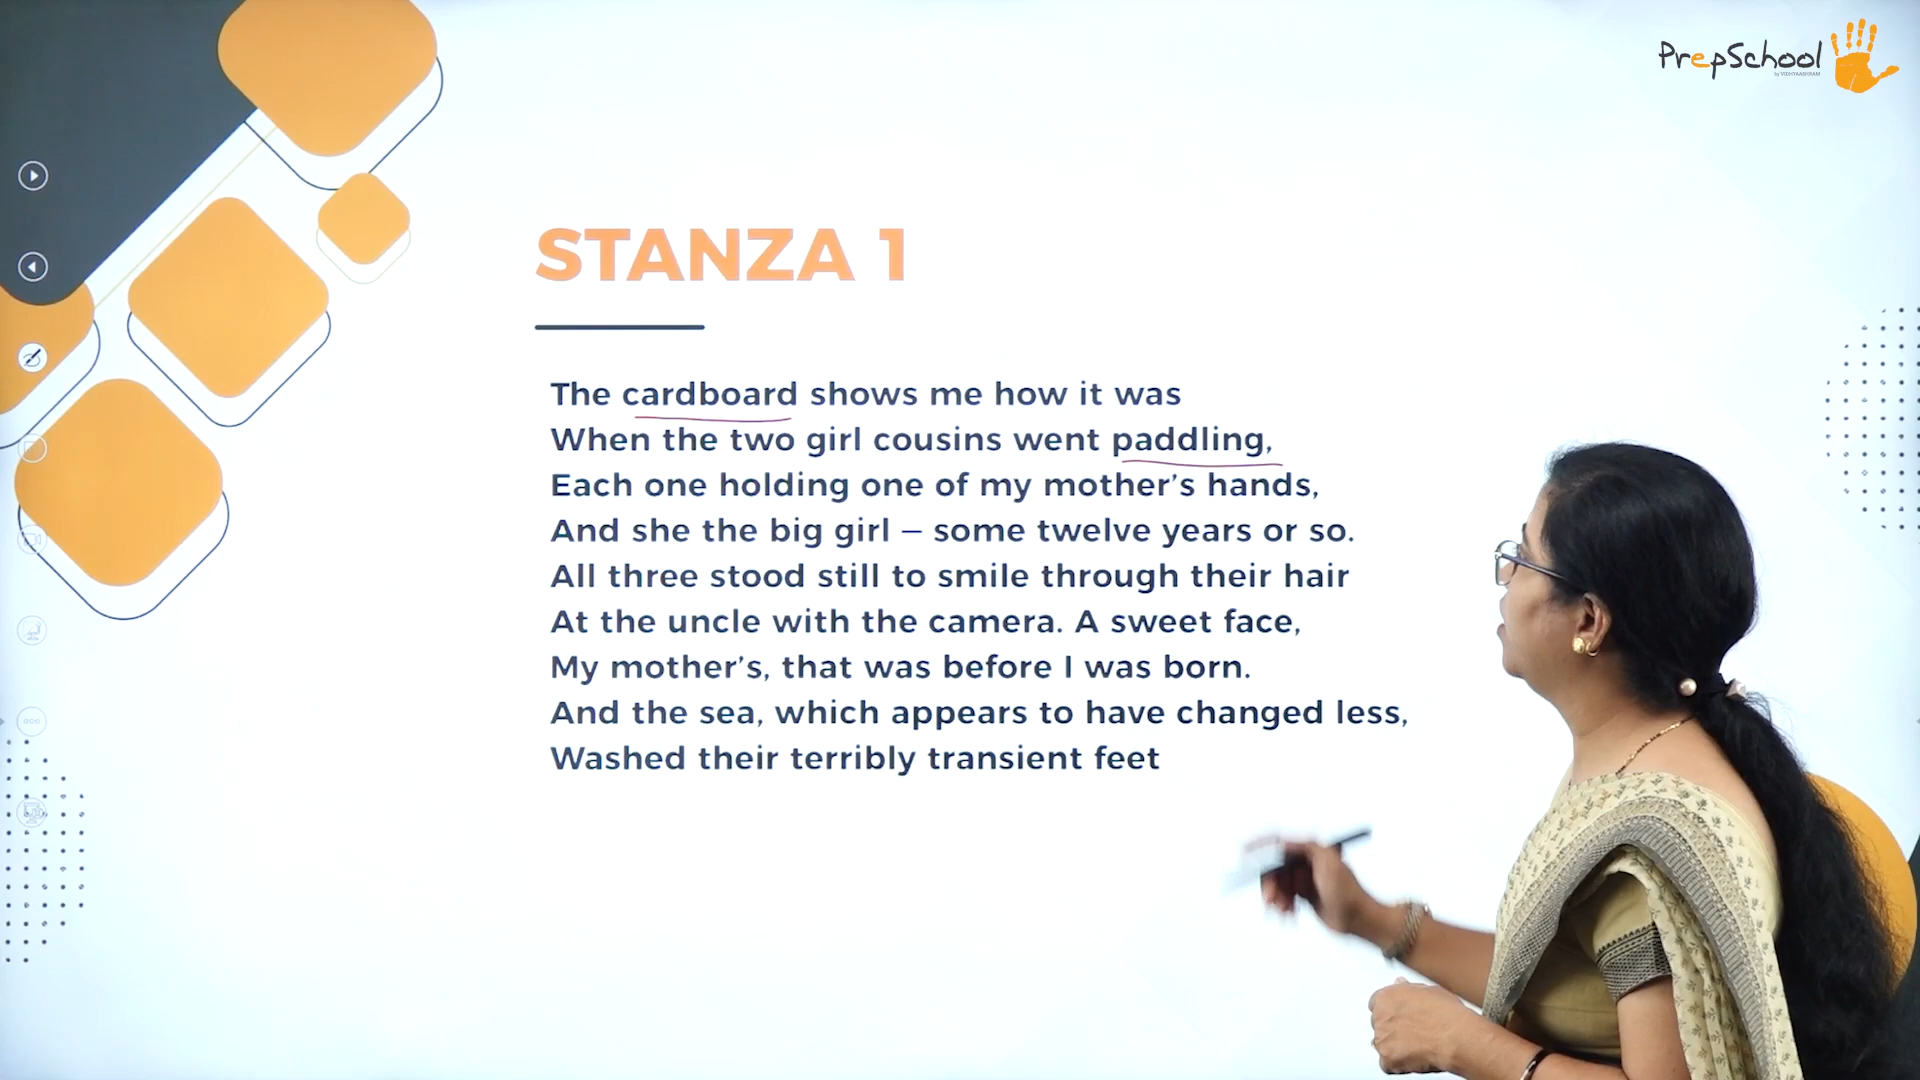 PrepSchool
by VIDHYAASHRAM
STANZA 1
The cardboard shows me how it was
When the two girl cousins went paddling,
Each one holding one of my mother’s hands,
And she the big girl – some twelve years or so.
All three stood still to smile through their hair
At the uncle with the camera. A sweet face,
My mother’s, that was before I was born.
And the sea, which appears to have changed less,
Washed their terribly transient feet